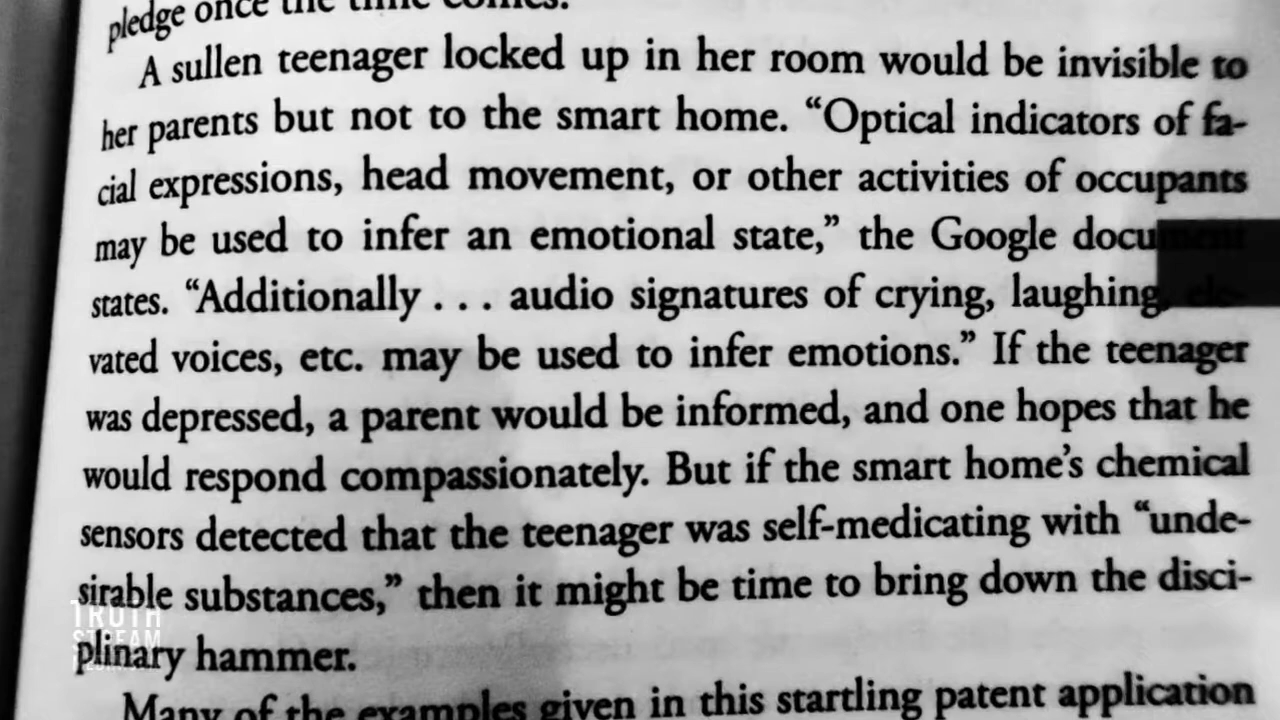 pledge once the time comes.
A sullen teenager locked up in her room would be invisible to
her parents but not to the smart home. “Optical indicators of fa-
cial expressions, head movement, or other activities of occupants
may be used to infer an emotional state,” the Google document
states. “Additionally . . . audio signatures of crying, laughing, ele-
vated voices, etc. may be used to infer emotions.” If the teenager
was depressed, a parent would be informed, and one hopes that he
would respond compassionately. But if the smart home’s chemical
sensors detected that the teenager was self-medicating with “unde-
sirable substances,” then it might be time to bring down the disci-
plinary hammer.
Many of the examples given in this startling patent application
TRUTH
STREAM